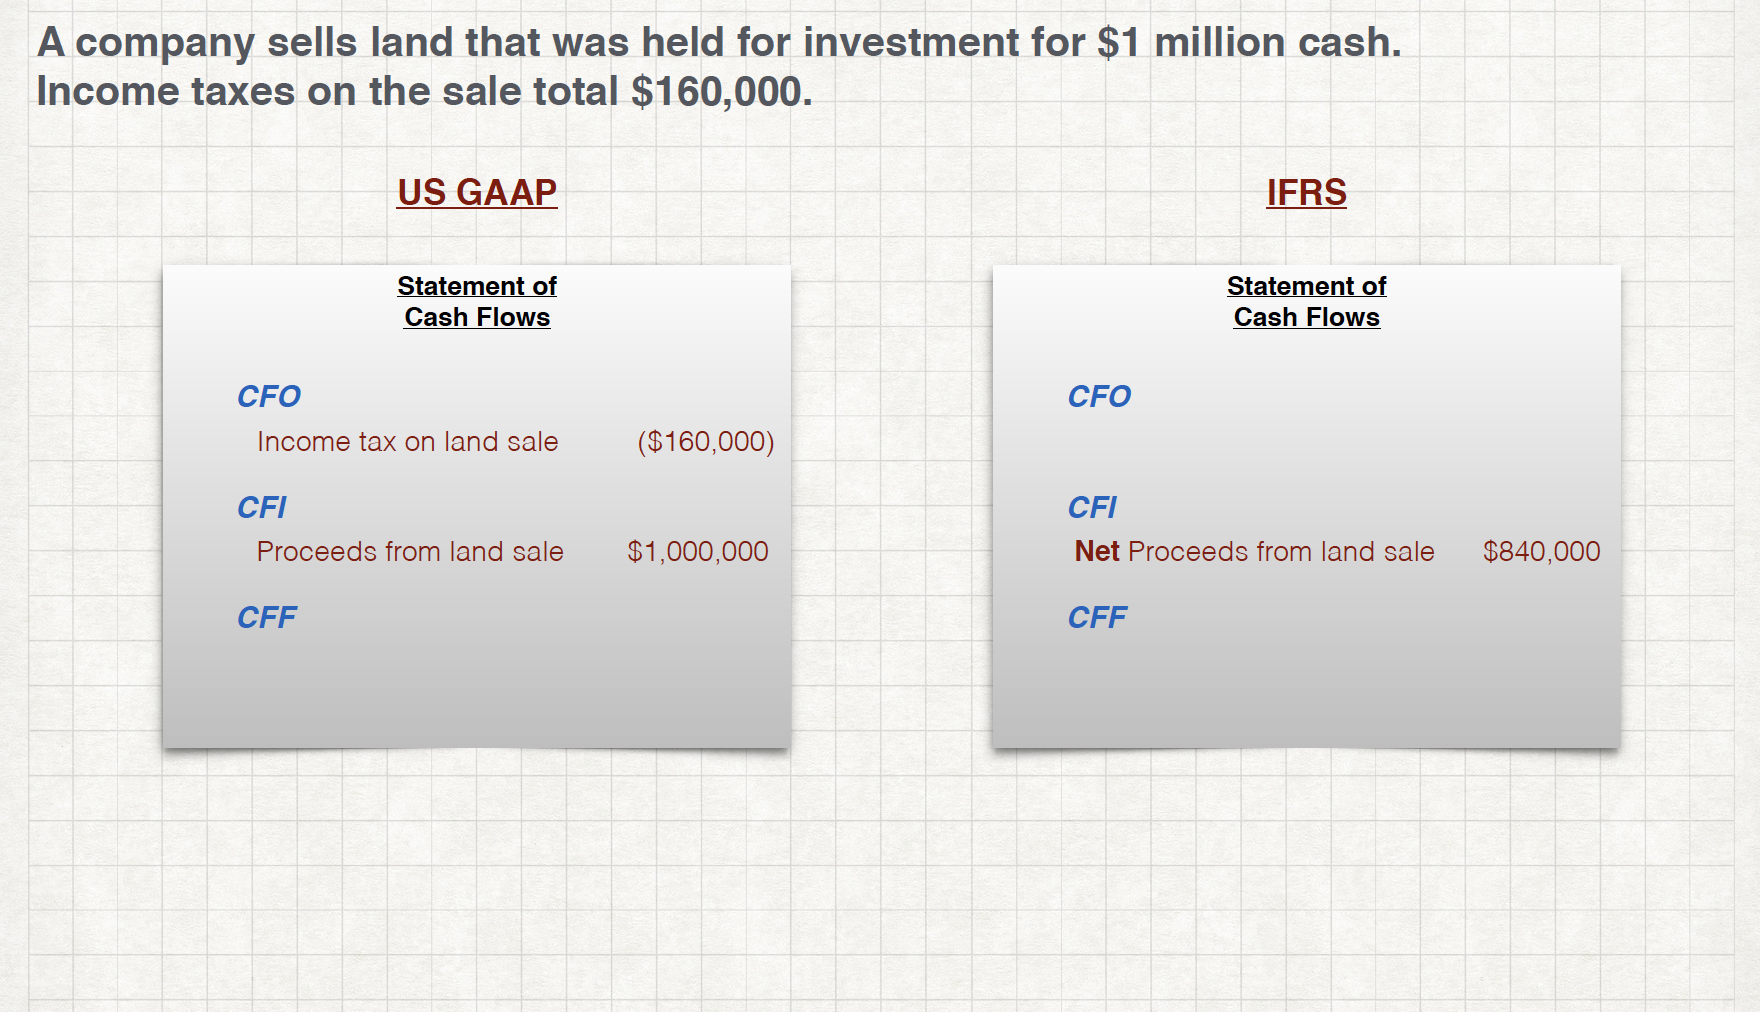 A company sells land that was held for investment for $1 million cash.
Income taxes on the sale total $160,000.
US GAAP
Statement of
Cash Flows
CFO
Income tax on land sale ($160,000)
CFI
Proceeds from land sale $1,000,000
CFF
IFRS
Statement of
Cash Flows
CFO
CFI
Net Proceeds from land sale $840,000
CFF